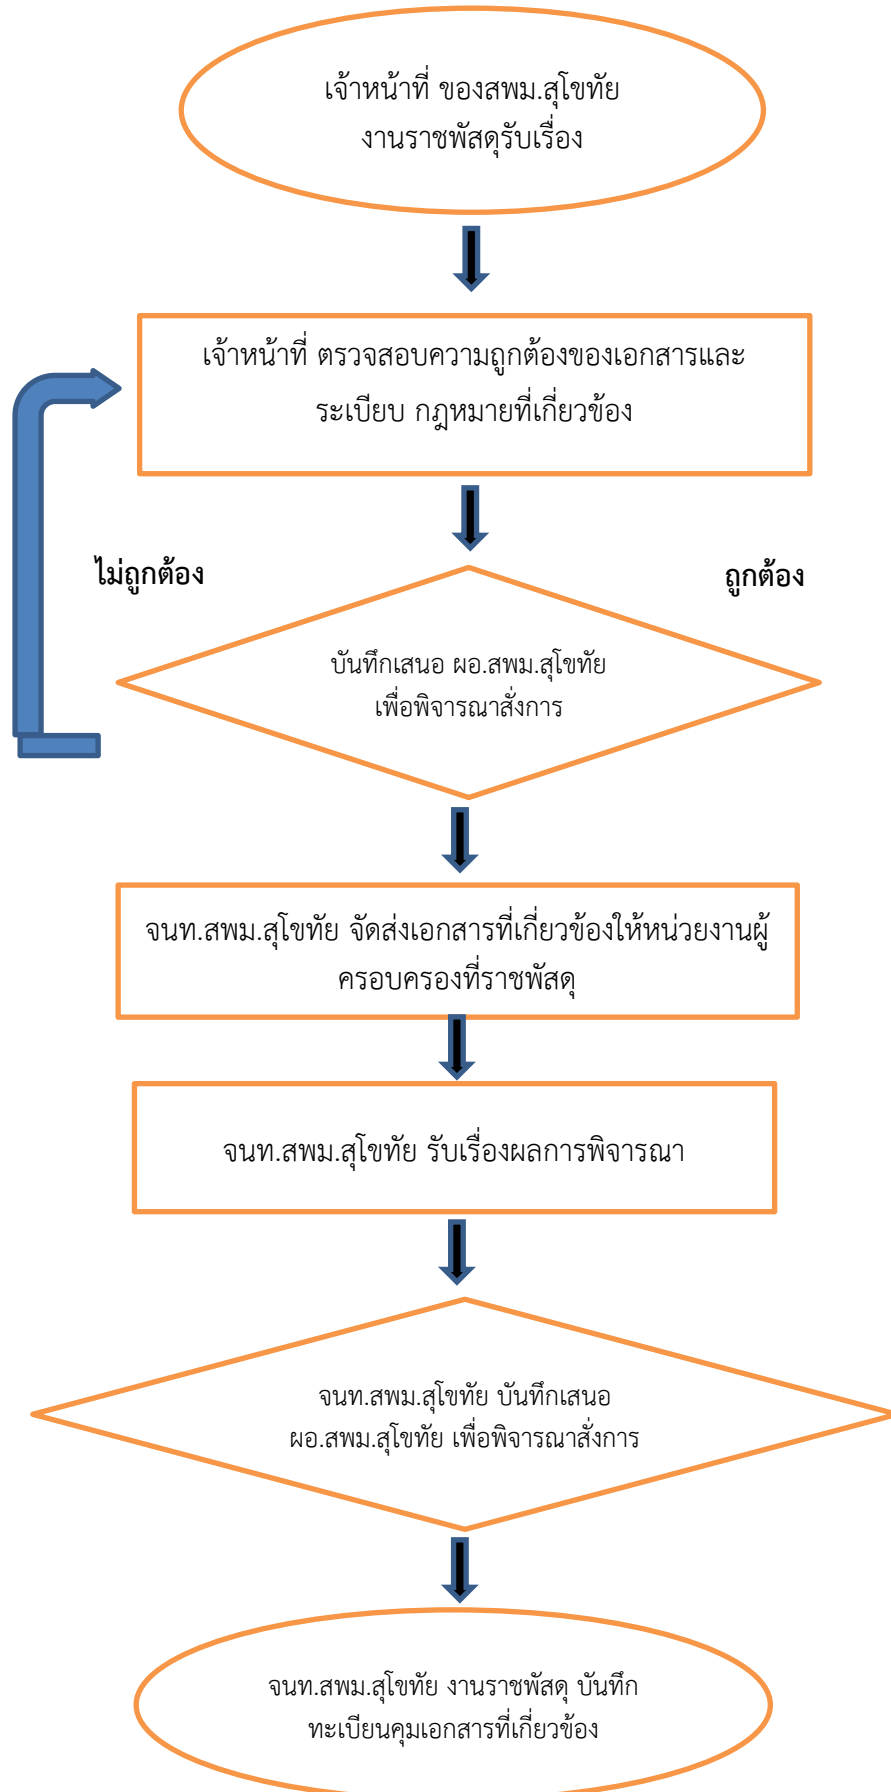 เจ้าหน้าที่ ของสพม.สุโขทัย
งานราชพัสดุรับเรื่อง
เจ้าหน้าที่ ตรวจสอบความถูกต้องของเอกสารและ
ระเบียบ กฎหมายที่เกี่ยวข้อง
ไม่ถูกต้อง
ถูกต้อง
บันทึกเสนอ ผอ.สพม.สุโขทัย
เพื่อพิจารณาสั่งการ
จนท.สพม.สุโขทัย จัดส่งเอกสารที่เกี่ยวข้องให้หน่วยงานผู้
ครอบครองที่ราชพัสดุ
จนท.สพม.สุโขทัย รับเรื่องผลการพิจารณา
จนท.สพม.สุโขทัย บันทึกเสนอ
ผอ.สพม.สุโขทัย เพื่อพิจารณาสั่งการ
จนท.สพม.สุโขทัย งานราชพัสดุ บันทึก
ทะเบียนคุมเอกสารที่เกี่ยวข้อง